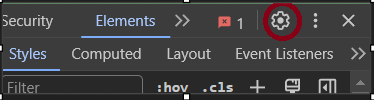 Security Elements 1
Styles Computed Layout Event Listeners
Filter :hov .cls